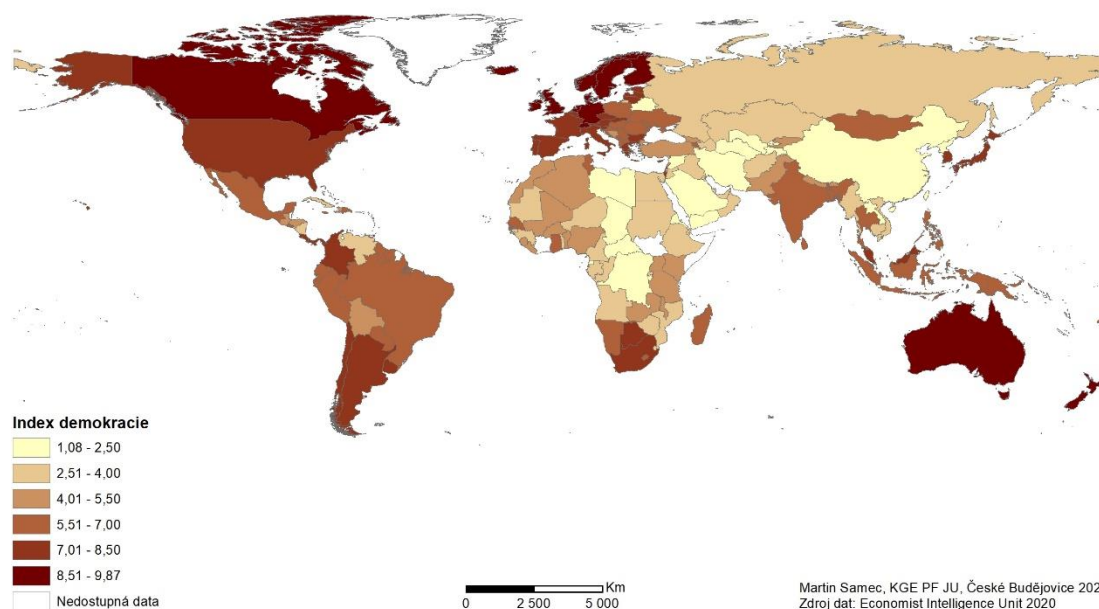 Index demokracie
1,08 - 2,50
2,51 - 4,00
4,01 - 5,50
5,51 - 7,00
7,01 - 8,50
8,51 - 9,87
Nedostupná data
Km
0 2 500 5 000
Martin Samec, KGE PF JU, České Budějovice 202
Zdroj dat: Economist Intelligence Unit 2020